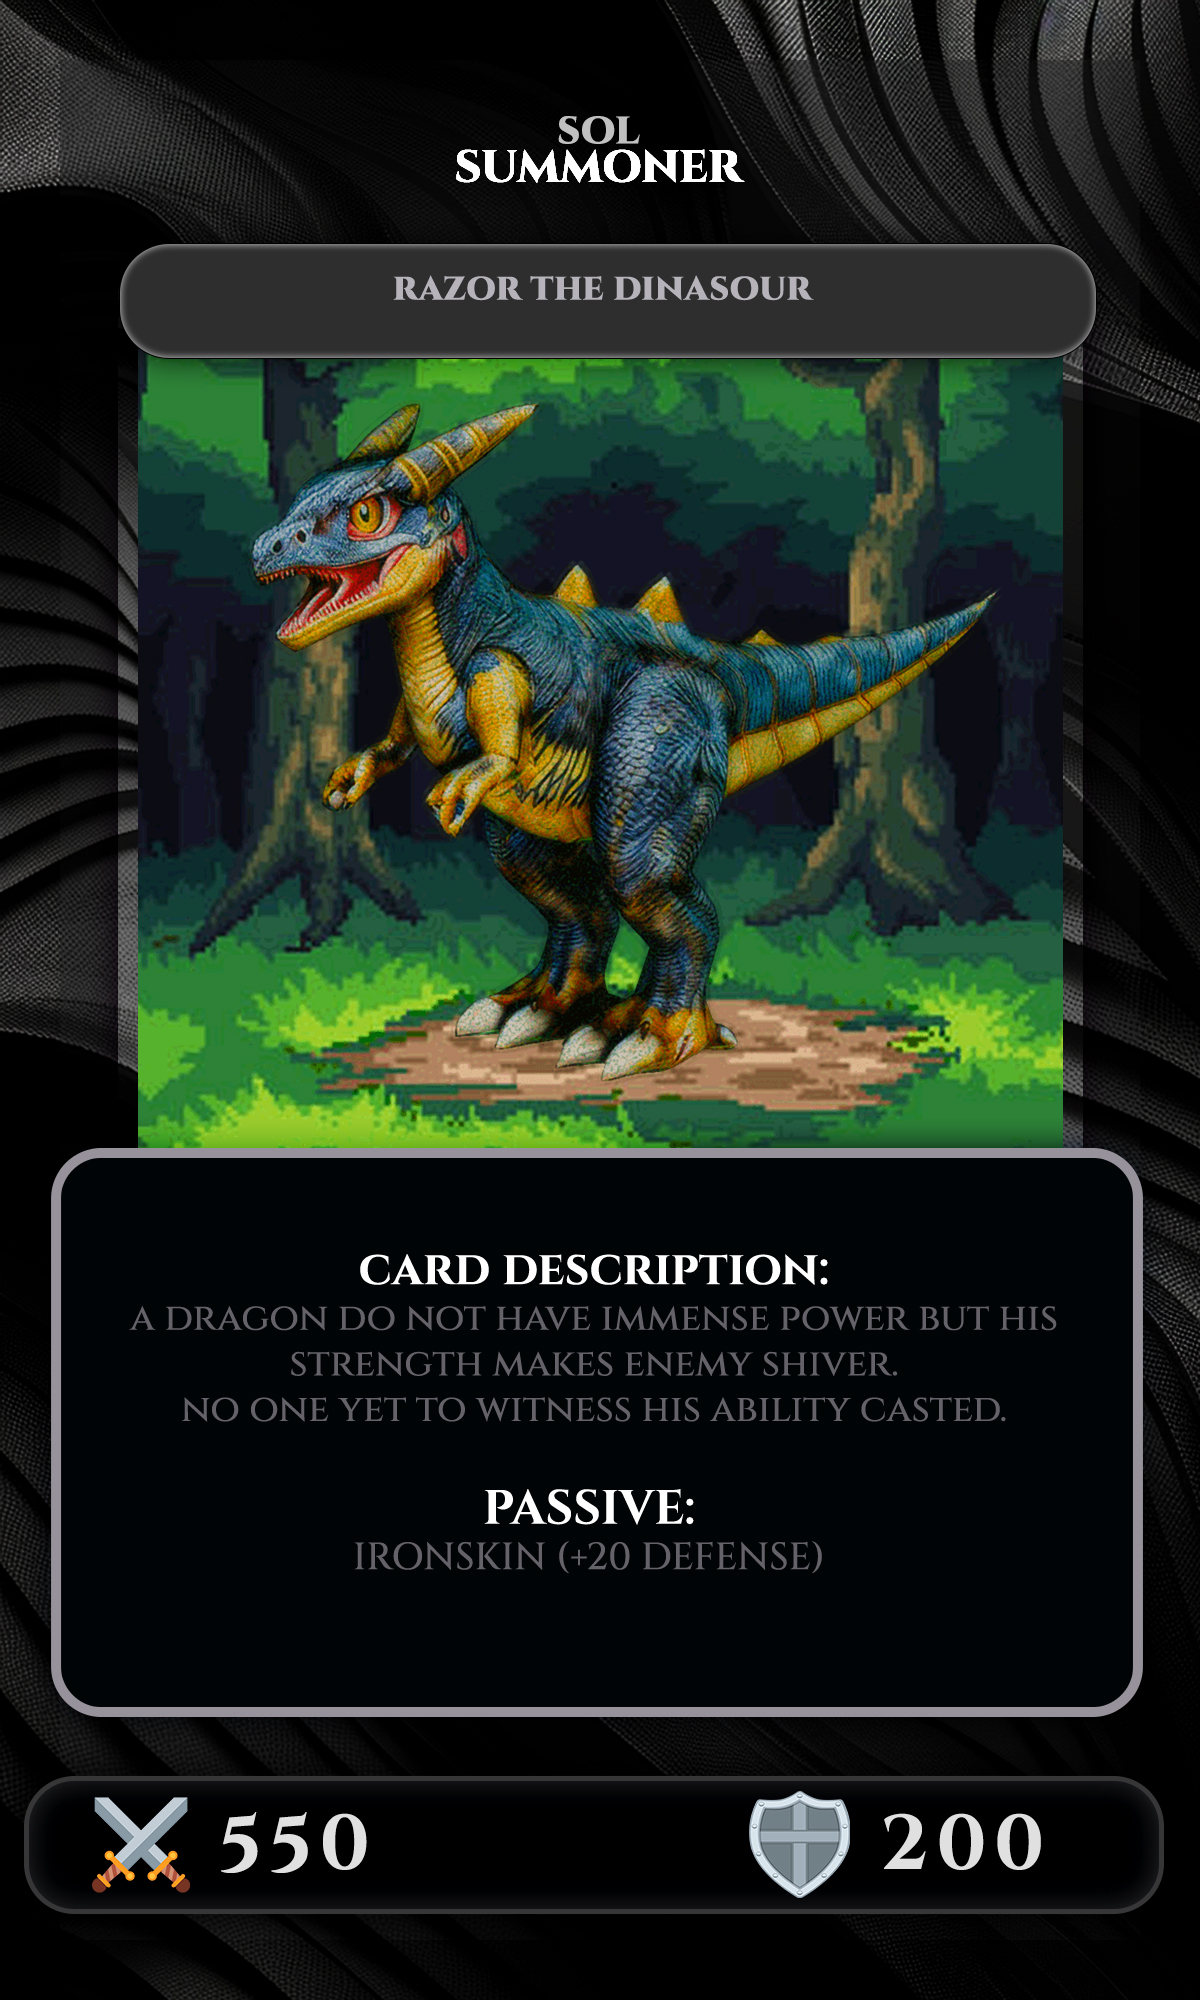 SOL
SUMMONER
RAZOR THE DINASOUR
CARD DESCRIPTION:
A DRAGON DO NOT HAVE IMMENSE POWER BUT HIS
STRENGTH MAKES ENEMY SHIVER.
NO ONE YET TO WITNESS HIS ABILITY CASTED.
PASSIVE:
IRONSKIN (+20 DEFENSE)
550 200